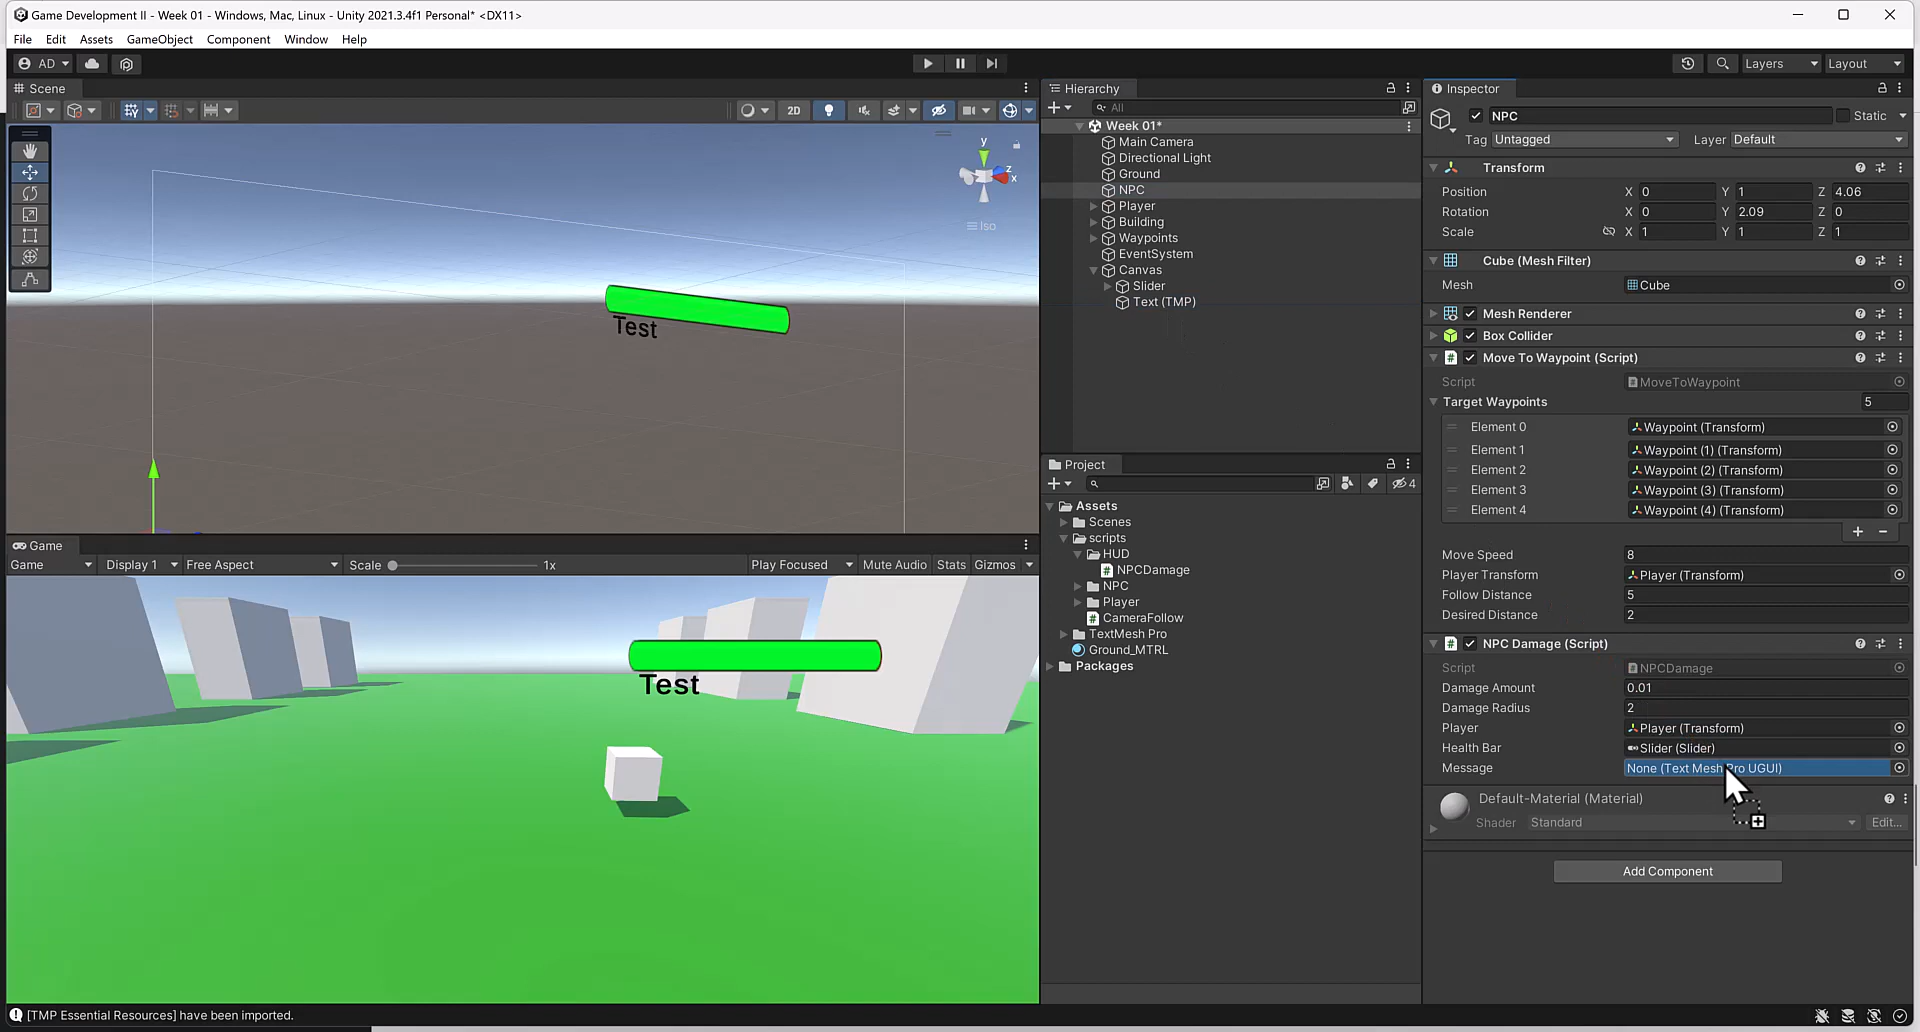 Game Development II - Week 01 - Windows, Mac, Linux - Unity 2021.3.4f1 Personal* <DX11>
File Edit Assets GameObject Component Window Help
AD Layers Layout
Scene
2D
y
z
x
Iso
Test
Game
Game Display 1 Free Aspect Scale 1x Play Focused Mute Audio Stats Gizmos
Test
Hierarchy
All
Week 01*
Main Camera
Directional Light
Ground
NPC
Player
Building
Waypoints
EventSystem
Canvas
Slider
Text (TMP)
Project
4
Assets
Scenes
scripts
HUD
NPCDamage
NPC
Player
CameraFollow
TextMesh Pro
Ground_MTRL
Packages
Inspector
NPC Static
Tag Untagged Layer Default
Transform
Position X 0 Y 1 Z 4.06
Rotation X 0 Y 2.09 Z 0
Scale X 1 Y 1 Z 1
Cube (Mesh Filter)
Mesh Cube
Mesh Renderer
Box Collider
Move To Waypoint (Script)
Script MoveToWaypoint
Target Waypoints 5
Element 0 Waypoint (Transform)
Element 1 Waypoint (1) (Transform)
Element 2 Waypoint (2) (Transform)
Element 3 Waypoint (3) (Transform)
Element 4 Waypoint (4) (Transform)
Move Speed 8
Player Transform Player (Transform)
Follow Distance 5
Desired Distance 2
NPC Damage (Script)
Script NPCDamage
Damage Amount 0.01
Damage Radius 2
Player Player (Transform)
Health Bar Slider (Slider)
Message None (Text Mesh Pro UGUI)
Default-Material (Material)
Shader Standard Edit...
Add Component
[TMP Essential Resources] have been imported.